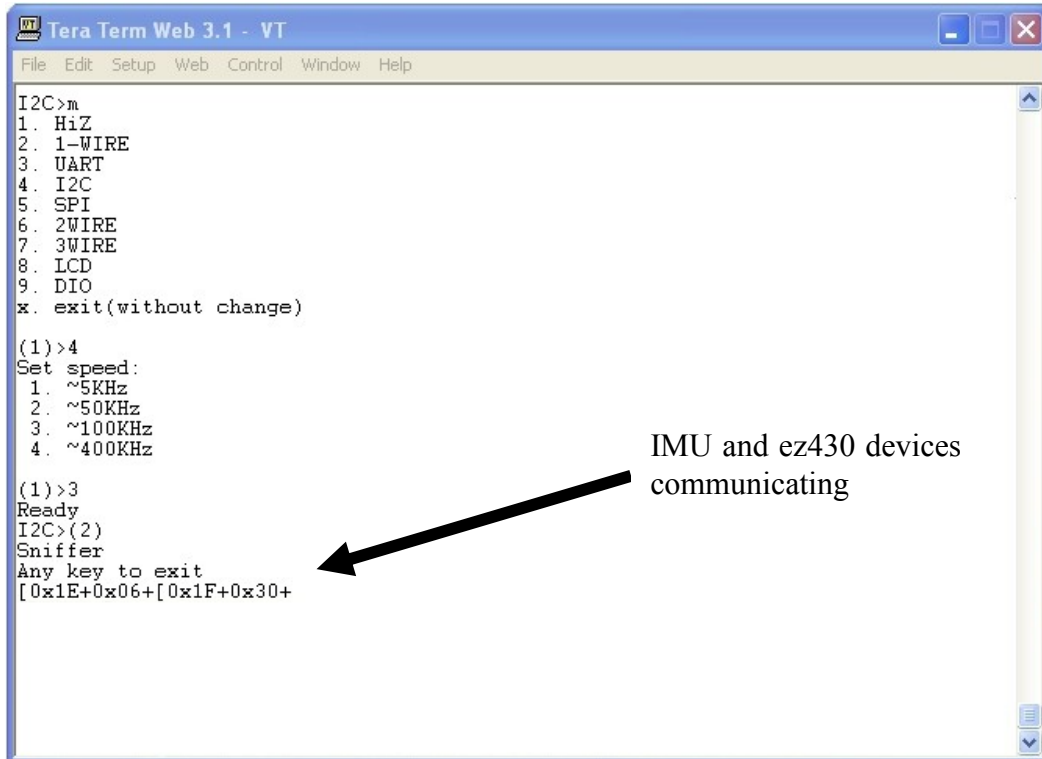 Tera Term Web 3.1 - VT
File Edit Setup Web Control Window Help
I2C>m
1. HiZ
2. 1-WIRE
3. UART
4. I2C
5. SPI
6. 2WIRE
7. 3WIRE
8. LCD
9. DIO
x. exit(without change)
(1)>4
Set speed:
1. ~5KHz
2. ~50KHz
3. ~100KHz
4. ~400KHz
(1)>3
Ready
I2C>(2)
Sniffer
Any key to exit
[0x1E+0x06+[0x1F+0x30+
IMU and ez430 devices
communicating